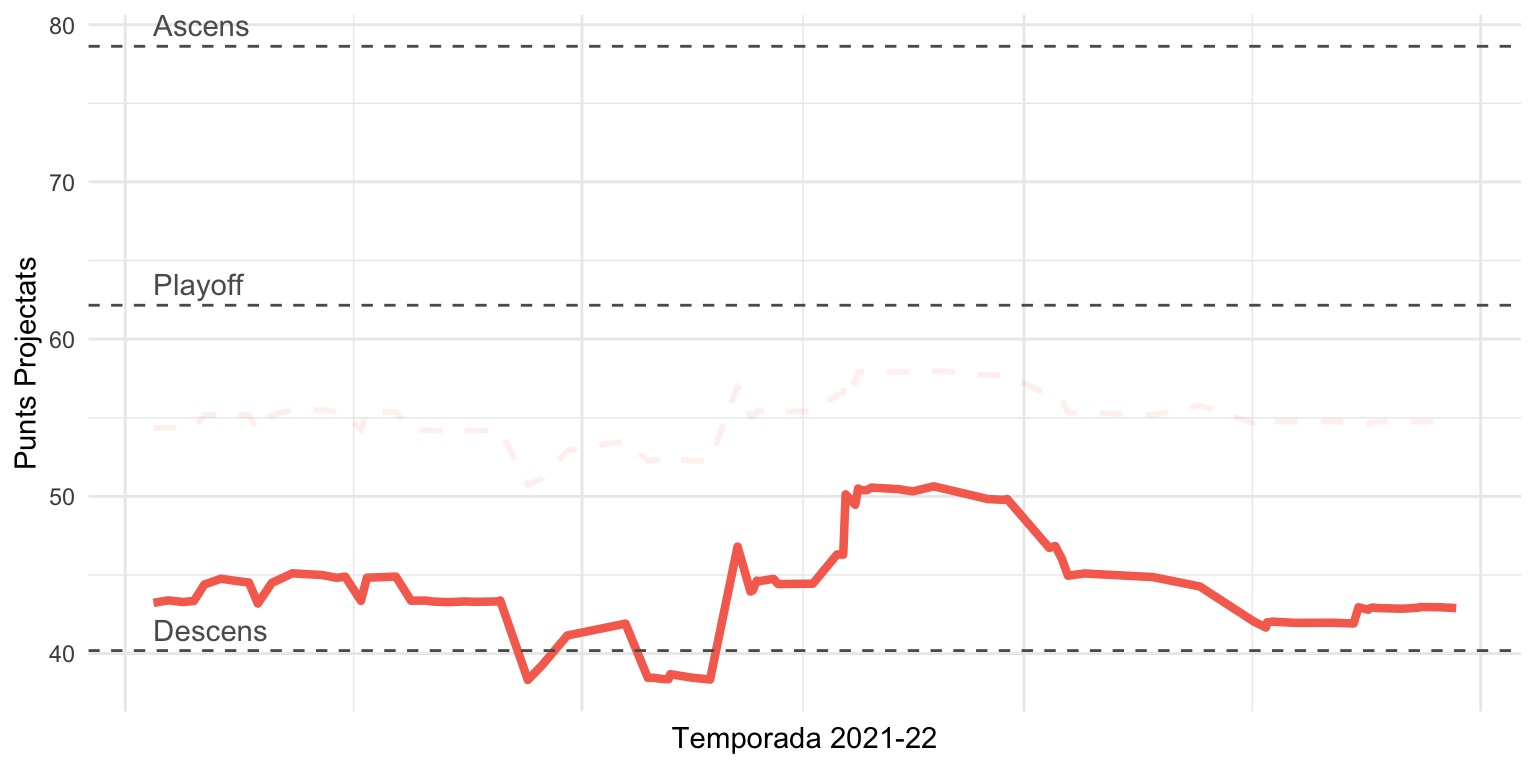 80
Ascens
70
Playoff
60
Punts Projectats
50
Descens
40
Temporada 2021-22